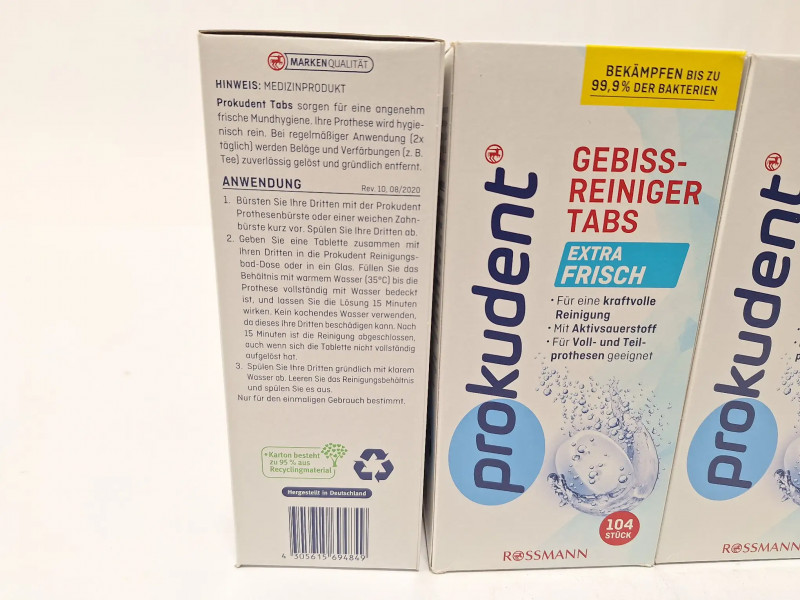 MARKENQUALITÄT
HINWEIS: MEDIZINPRODUKT
Prokudent Tabs sorgen für eine angenehm
frische Mundhygiene. Ihre Prothese wird hygie-
nisch rein. Bei regelmäßiger Anwendung (2x
täglich) werden Beläge und Verfärbungen (z. B.
Tee) zuverlässig gelöst und gründlich entfernt.
ANWENDUNG
Rev. 10, 08/2020
1. Bürsten Sie Ihre Dritten mit der Prokudent
Prothesenbürste oder einer weichen Zahn-
bürste kurz vor. Spülen Sie Ihre Dritten ab.
2. Geben Sie eine Tablette zusammen mit
Ihren Dritten in die Prokudent Reinigungs-
bad-Dose oder in ein Glas. Füllen Sie das
Behältnis mit warmem Wasser (35°C) bis die
Prothese vollständig mit Wasser bedeckt
ist, und lassen Sie die Lösung 15 Minuten
wirken. Kein kochendes Wasser verwenden,
da dieses Ihre Dritten beschädigen kann. Nach
15 Minuten ist die Reinigung abgeschlossen,
auch wenn sich die Tablette nicht vollständig
aufgelöst hat.
3. Spülen Sie Ihre Dritten gründlich mit klarem
Wasser ab. Leeren Sie das Reinigungsbehältnis
und spülen Sie es aus.
Nur für den einmaligen Gebrauch bestimmt.
Karton besteht
zu 95 % aus
Recyclingmaterial
Hergestellt in Deutschland
4 305615 694849
BEKÄMPFEN BIS ZU
99,9% DER BAKTERIEN
prokudent
GEBISS-
REINIGER
TABS
EXTRA
FRISCH
• Für eine kraftvolle
Reinigung
• Mit Aktivsauerstoff
• Für Voll- und Teil-
prothesen geeignet
104
STÜCK
ROSSMANN
prokudent
ROSSMANN